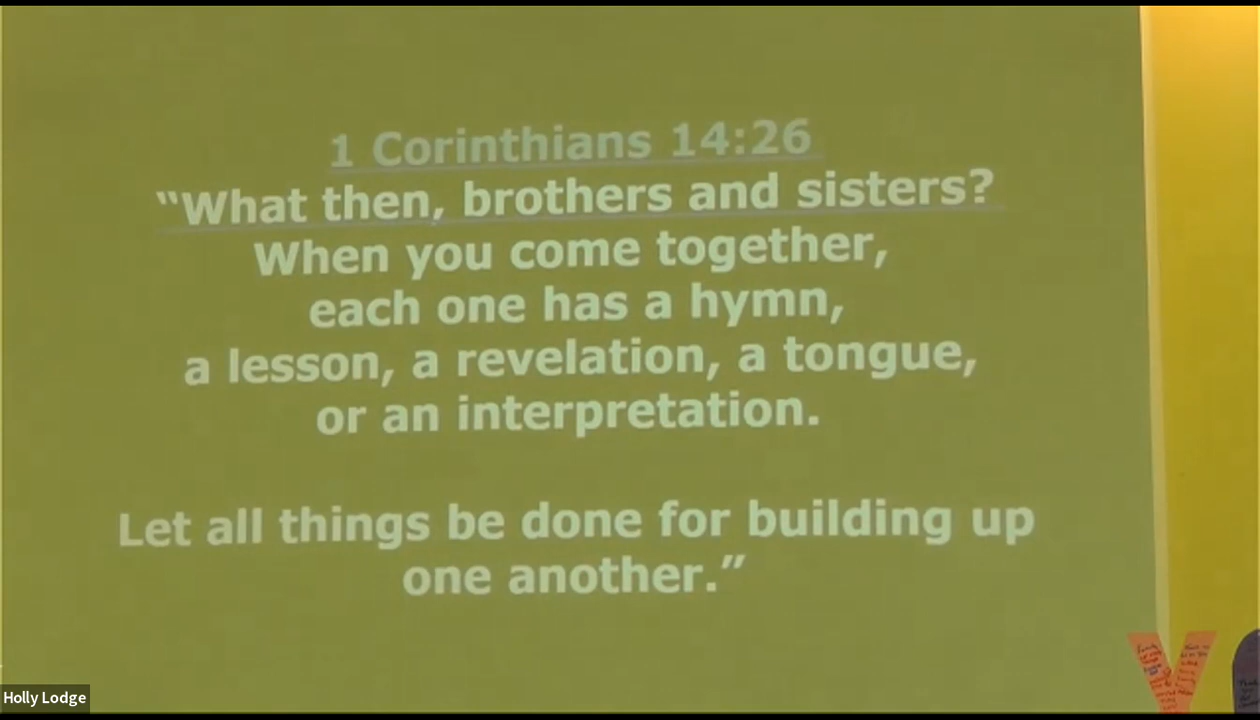 1 Corinthians 14:26
“What then, brothers and sisters?
When you come together,
each one has a hymn,
a lesson, a revelation, a tongue,
or an interpretation.
Let all things be done for building up
one another.”
Holly Lodge
Y